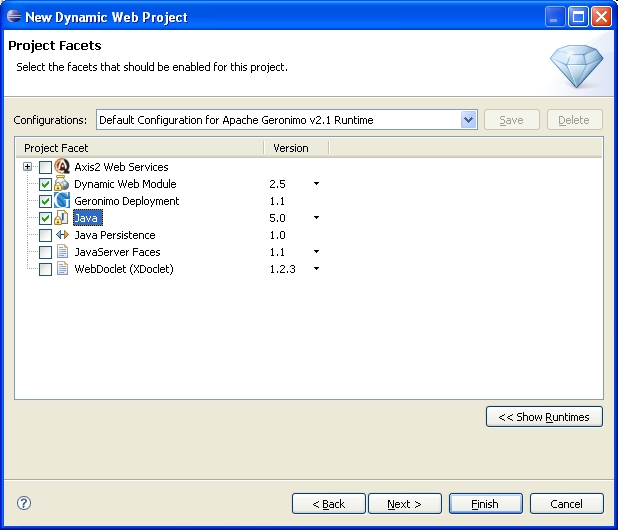 New Dynamic Web Project
Project Facets
Select the facets that should be enabled for this project.
Configurations: Default Configuration for Apache Geronimo v2.1 Runtime Save Delete
Project Facet Version
Axis2 Web Services
Dynamic Web Module 2.5
Geronimo Deployment 1.1
Java 5.0
Java Persistence 1.0
JavaServer Faces 1.1
WebDoclet (XDoclet) 1.2.3
<< Show Runtimes
? < Back Next > Finish Cancel